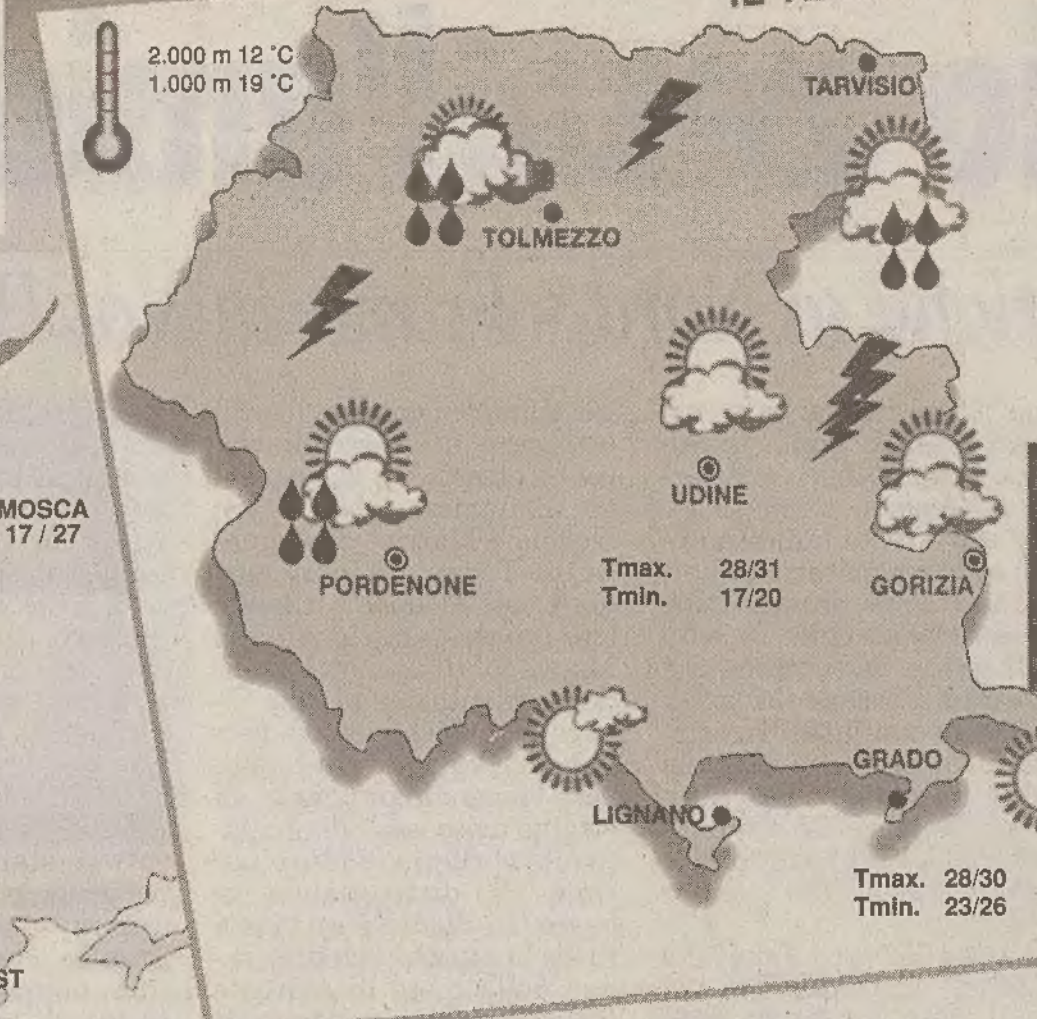 2.000 m 12 °C
1.000 m 19 °C
TARVISIO
TOLMEZZO
MOSCA
17 / 27
UDINE
PORDENONE
Tmax. 28/31
Tmin. 17/20
GORIZIA
GRADO
LIGNANO
Tmax. 28/30
Tmin. 23/26